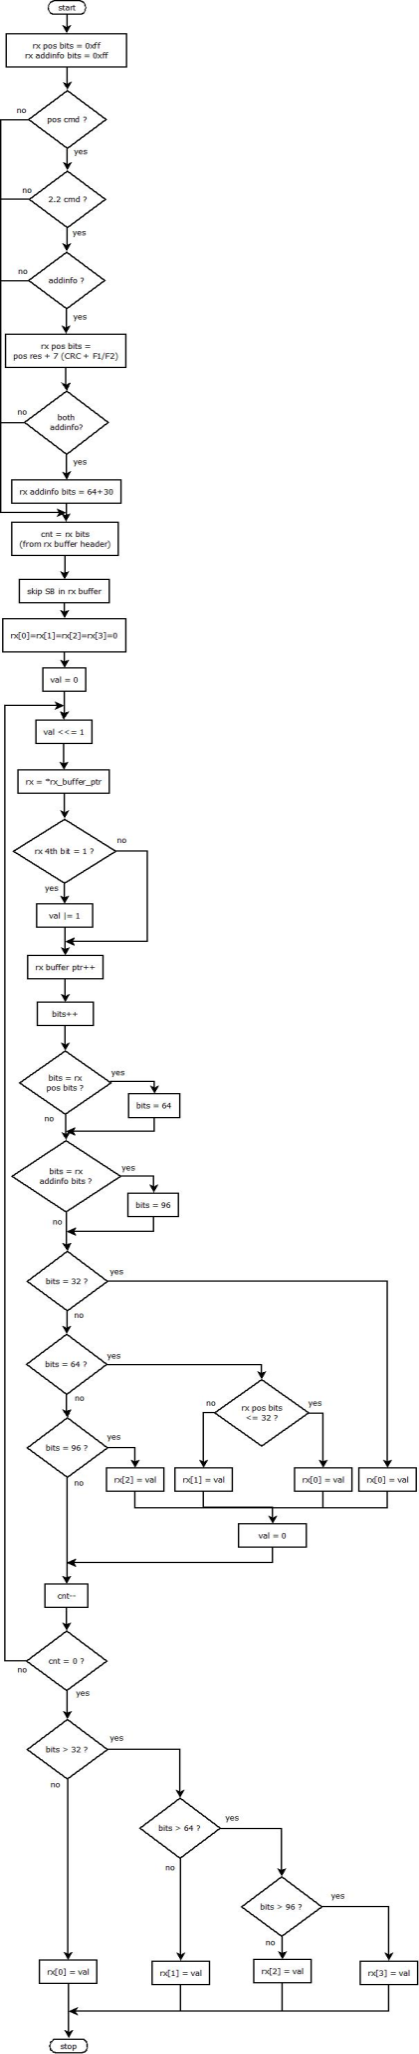 start
rx pos bits = 0xff
rx addinfo bits = 0xff
no
pos cmd ?
yes
no
2.2 cmd ?
yes
no
addinfo ?
yes
rx pos bits =
pos res + 7 (CRC + F1/F2)
no
both
addinfo?
yes
rx addinfo bits = 64+30
cnt = rx bits
(from rx buffer header)
skip SB in rx buffer
rx[0]=rx[1]=rx[2]=rx[3]=0
val = 0
val <<= 1
rx = *rx_buffer_ptr
no
rx 4th bit = 1 ?
yes
val |= 1
rx buffer ptr++
bits++
yes
bits = rx
pos bits ?
bits = 64
no
yes
bits = rx
addinfo bits ?
bits = 96
no
yes
bits = 32 ?
no
yes
bits = 64 ?
no
no
rx pos bits
<= 32 ?
yes
yes
bits = 96 ?
no
rx[2] = val
rx[1] = val
rx[0] = val
rx[0] = val
val = 0
cnt--
cnt = 0 ?
no
yes
yes
bits > 32 ?
no
yes
bits > 64 ?
no
yes
bits > 96 ?
no
rx[0] = val
rx[1] = val
rx[2] = val
rx[3] = val
stop